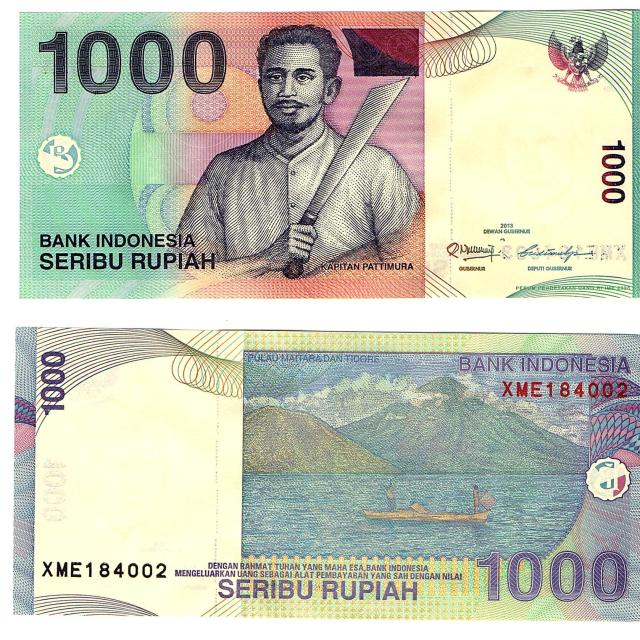 1000
1000
BANK INDONESIA
SERIBU RUPIAH
KAPITAN PATTIMURA
2013
DEWAN GUBERNUR
GUBERNUR
DEPUTI GUBERNUR
1000
PULAU MAITARA DAN TIDORE
BANK INDONESIA
XME184002
XME184002
DENGAN RAHMAT TUHAN YANG MAHA ESA, BANK INDONESIA
MENGELUARKAN UANG SEBAGAI ALAT PEMBAYARAN YANG SAH DENGAN NILAI
SERIBU RUPIAH
1000